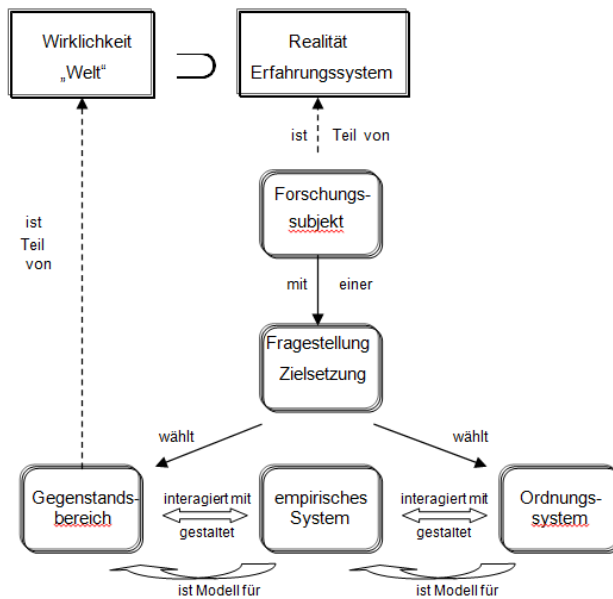 Wirklichkeit
„Welt“
Realität
Erfahrungssystem
ist Teil von
Forschungs-
subjekt
ist
Teil
von
mit einer
Fragestellung
Zielsetzung
wählt
wählt
Gegenstands-
bereich
interagiert mit
gestaltet
empirisches
System
interagiert mit
gestaltet
Ordnungs-
system
ist Modell für
ist Modell für